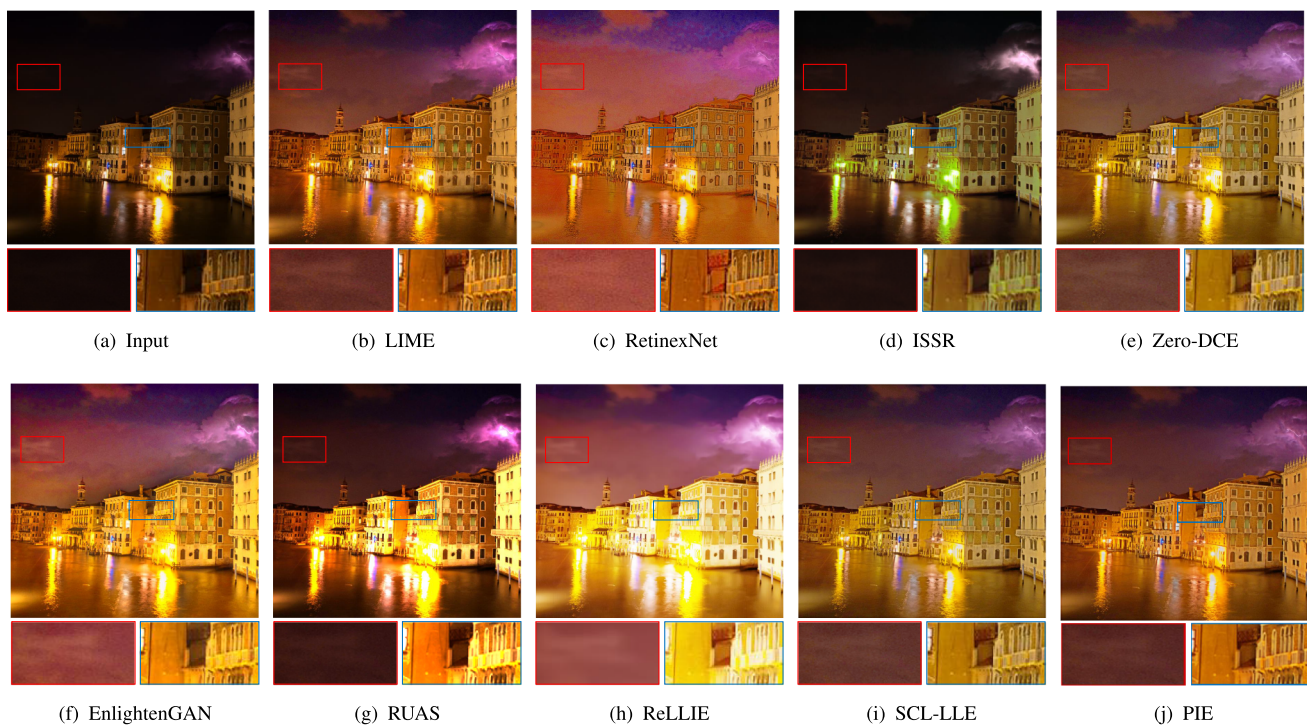 (a) Input
(b) LIME
(c) RetinexNet
(d) ISSR
(e) Zero-DCE
(f) EnlightenGAN
(g) RUAS
(h) ReLLIE
(i) SCL-LLE
(j) PIE